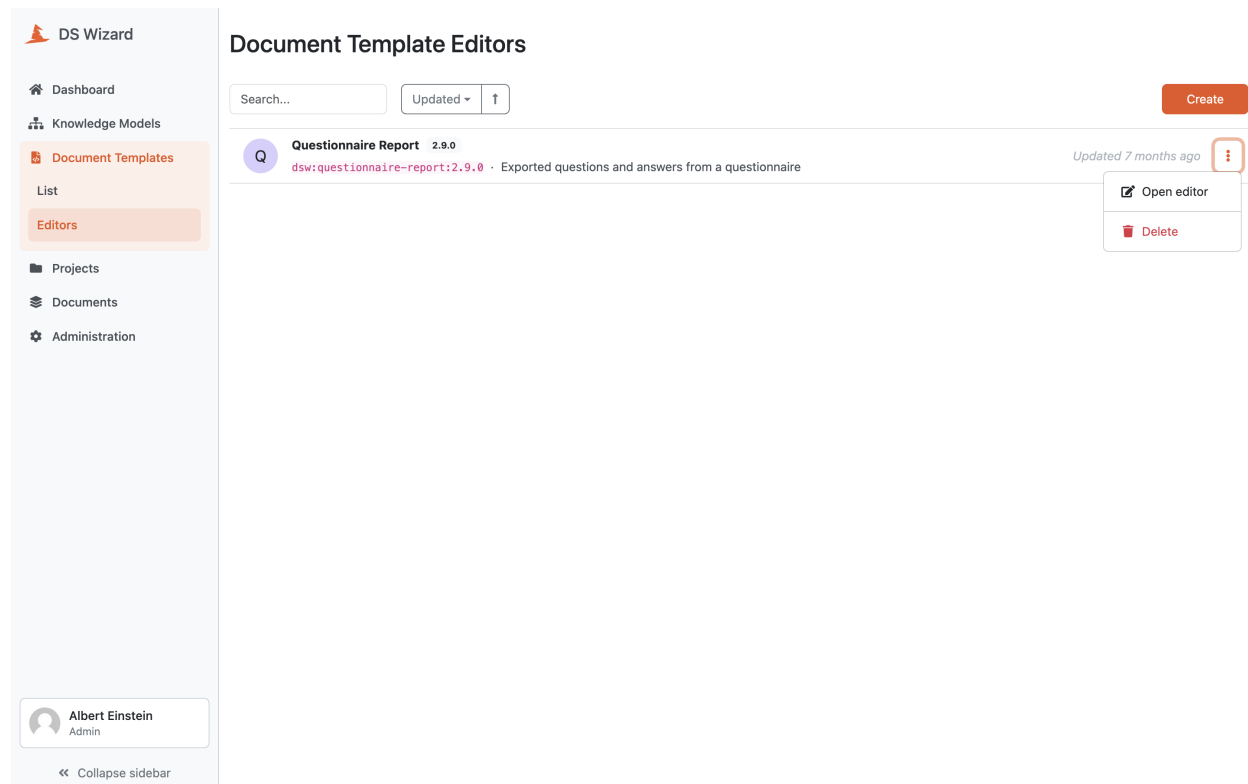 DS Wizard
Dashboard
Knowledge Models
Document Templates
List
Editors
Projects
Documents
Administration
Albert Einstein
Admin
Collapse sidebar
Document Template Editors
Search...
Updated
Create
Q
Questionnaire Report 2.9.0
dsw:questionnaire-report:2.9.0 · Exported questions and answers from a questionnaire
Updated 7 months ago
Open editor
Delete